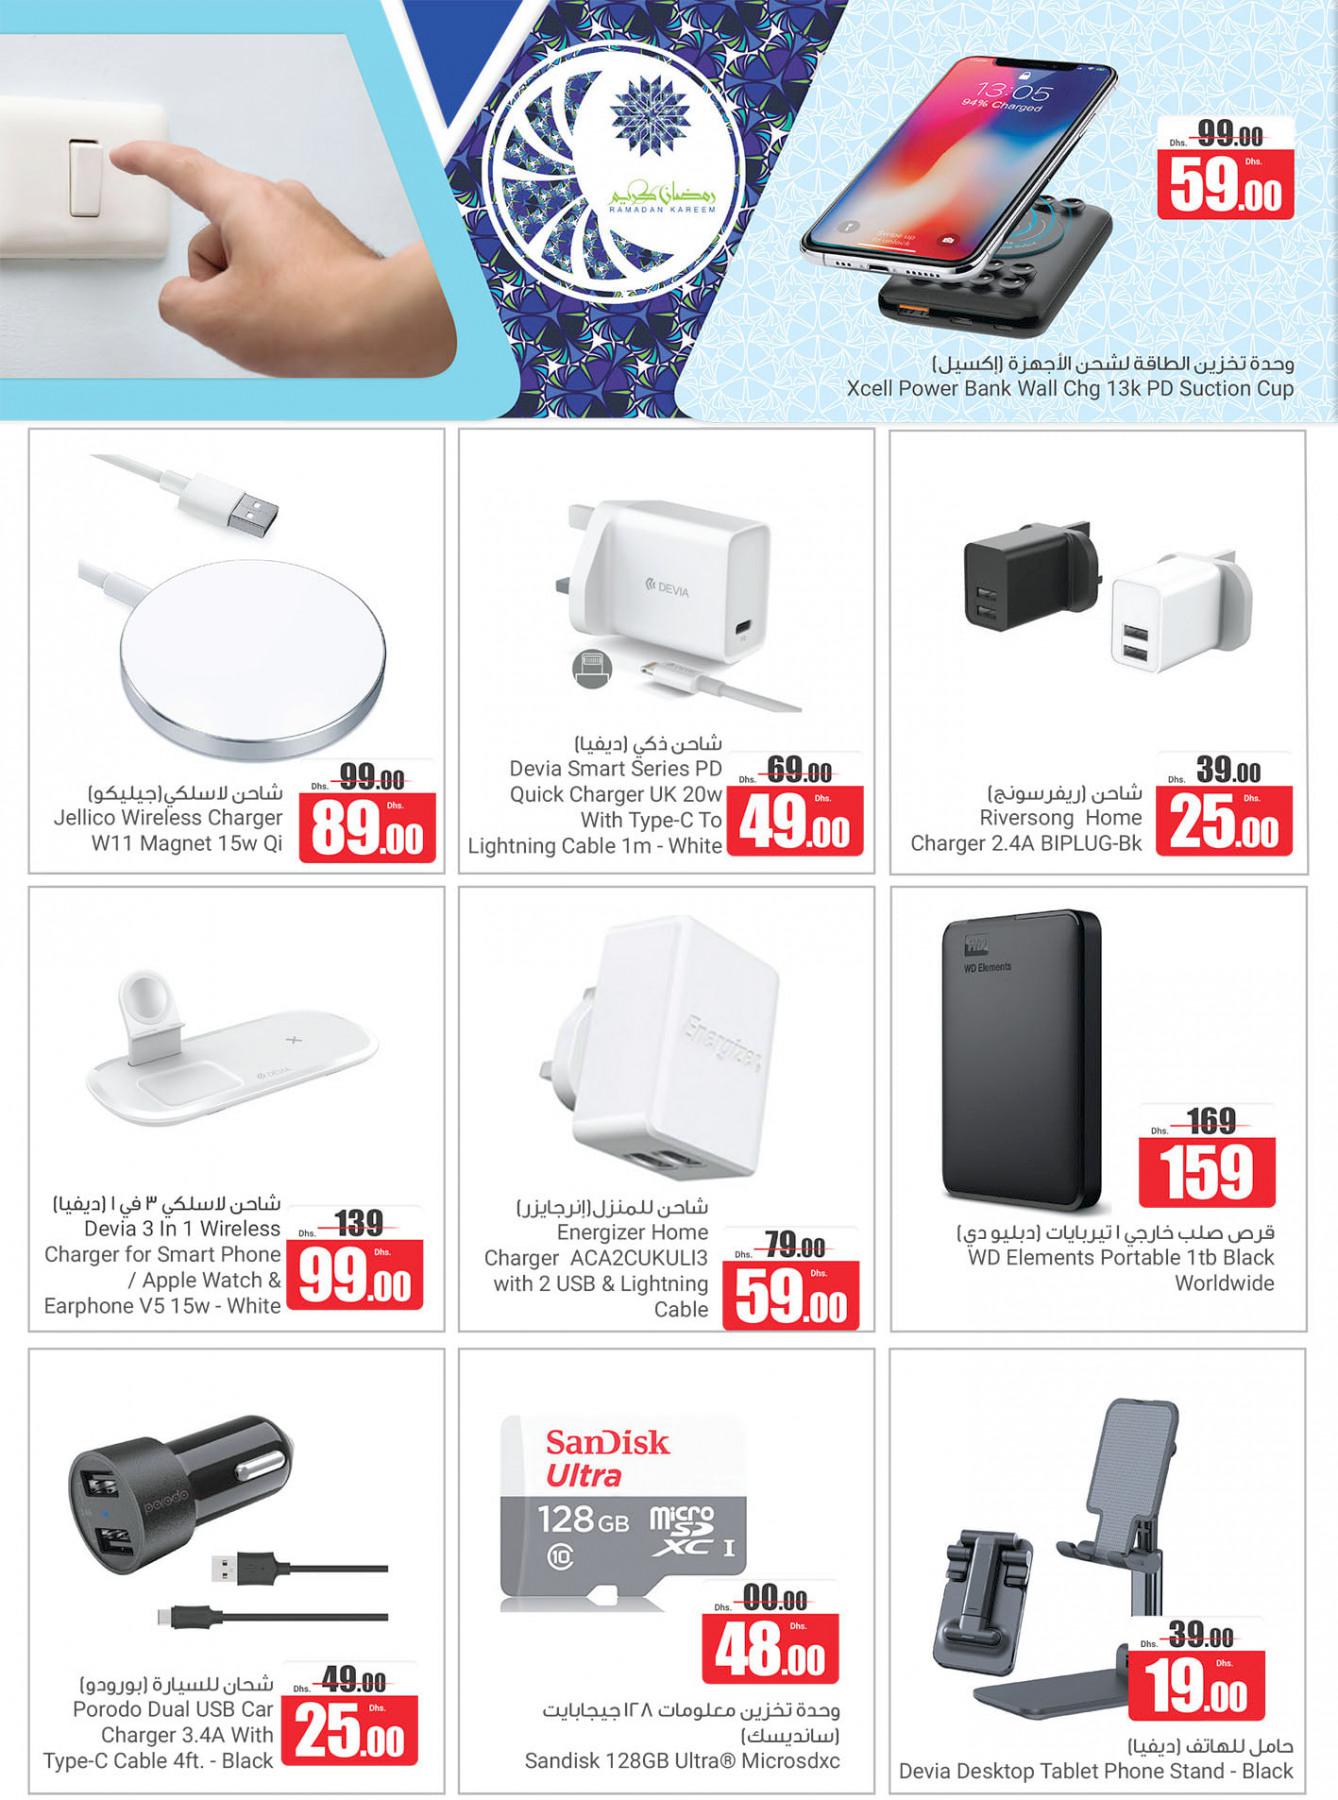 رمضان كريم
RAMADAN KAREEM
13:05
94% Charged
Swipe up
to unlock
Dhs. 99.00
Dhs.
59.00
وحدة تخزين الطاقة لشحن الأجهزة (إكسيل)
Xcell Power Bank Wall Chg 13k PD Suction Cup
Dhs. 99.00
Dhs.
89.00
شاحن لاسلكي(جيليكو)
Jellico Wireless Charger
W11 Magnet 15w Qi
DEVIA
شاحن ذكي (ديفيا)
Devia Smart Series PD
Quick Charger UK 20w
With Type-C To
Lightning Cable 1m - White
Dhs. 69.00
Dhs.
49.00
شاحن (ريفرسونج)
Riversong Home
Charger 2.4A BIPLUG-Bk
Dhs. 39.00
Dhs.
25.00
DEVIA
شاحن لاسلكي ٣ في ١ (ديفيا)
Devia 3 In 1 Wireless
Charger for Smart Phone
/ Apple Watch &
Earphone V5 15w - White
Dhs. 139
Dhs.
99.00
Energizer
شاحن للمنزل(إنرجايزر)
Energizer Home
Charger ACA2CUKULI3
with 2 USB & Lightning
Cable
Dhs. 79.00
Dhs.
59.00
WD
WD Elements
Dhs. 169
159
قرص صلب خارجي ١ تيربايات (دبليو دي)
WD Elements Portable 1tb Black
Worldwide
porodo
شحان للسيارة (بورودو)
Porodo Dual USB Car
Charger 3.4A With
Type-C Cable 4ft. - Black
Dhs. 49.00
Dhs.
25.00
SanDisk
Ultra
128 GB
micro
SD
XC I
10
Dhs. 00.00
Dhs.
48.00
وحدة تخزين معلومات ١٢٨ جيجابايت
(سانديسك)
Sandisk 128GB Ultra® Microsdxc
Dhs. 39.00
Dhs.
19.00
حامل للهاتف (ديفيا)
Devia Desktop Tablet Phone Stand - Black